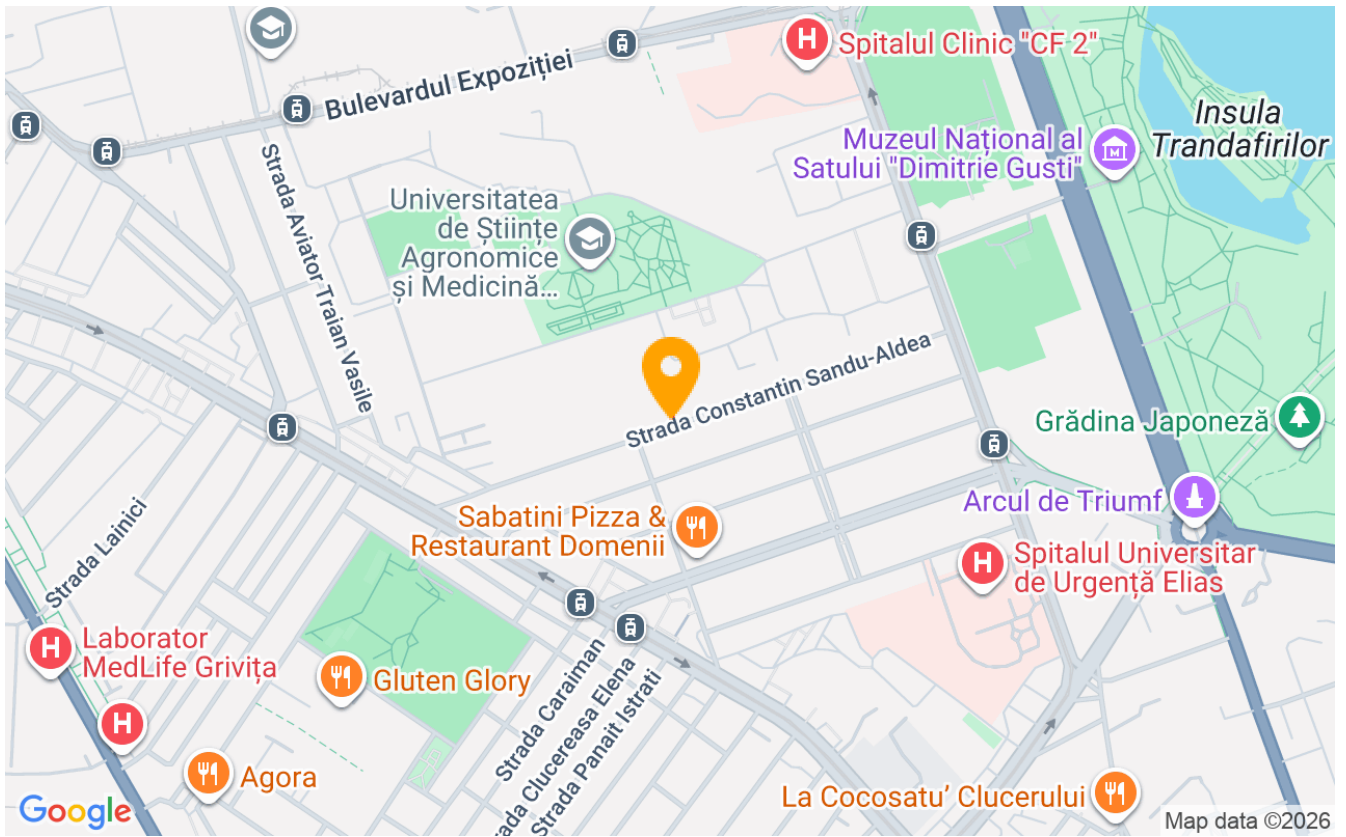 Spitalul Clinic "CF 2"
Bulevardul Expoziției
Insula
Trandafirilor
Muzeul Național al
Satului "Dimitrie Gusti"
Strada Aviator Traian Vasile
Universitatea
de Științe
Agronomice
și Medicină...
Strada Constantin Sandu-Aldea
Grădina Japoneză
Arcul de Triumf
Sabatini Pizza &
Restaurant Domenii
Strada Lainici
Spitalul Universitar
de Urgență Elias
Laborator
MedLife Grivița
Gluten Glory
Strada Caraiman
ada Clucereasa Elena
Strada Panait Istrati
Agora
La Cocosatu' Clucerului
Google
Map data ©2026